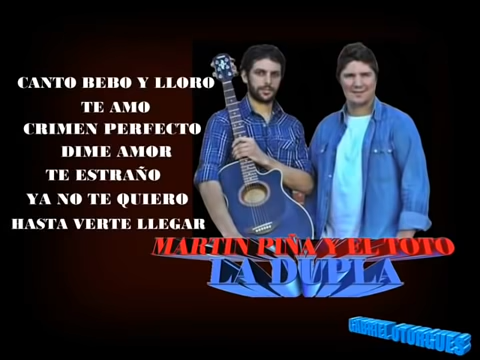 CANTO BEBO Y LLORO
TE AMO
CRIMEN PERFECTO
DIME AMOR
TE ESTRAÑO
YA NO TE QUIERO
HASTA VERTE LLEGAR
MARTIN PIÑA Y EL TOTO
LA DUPLA